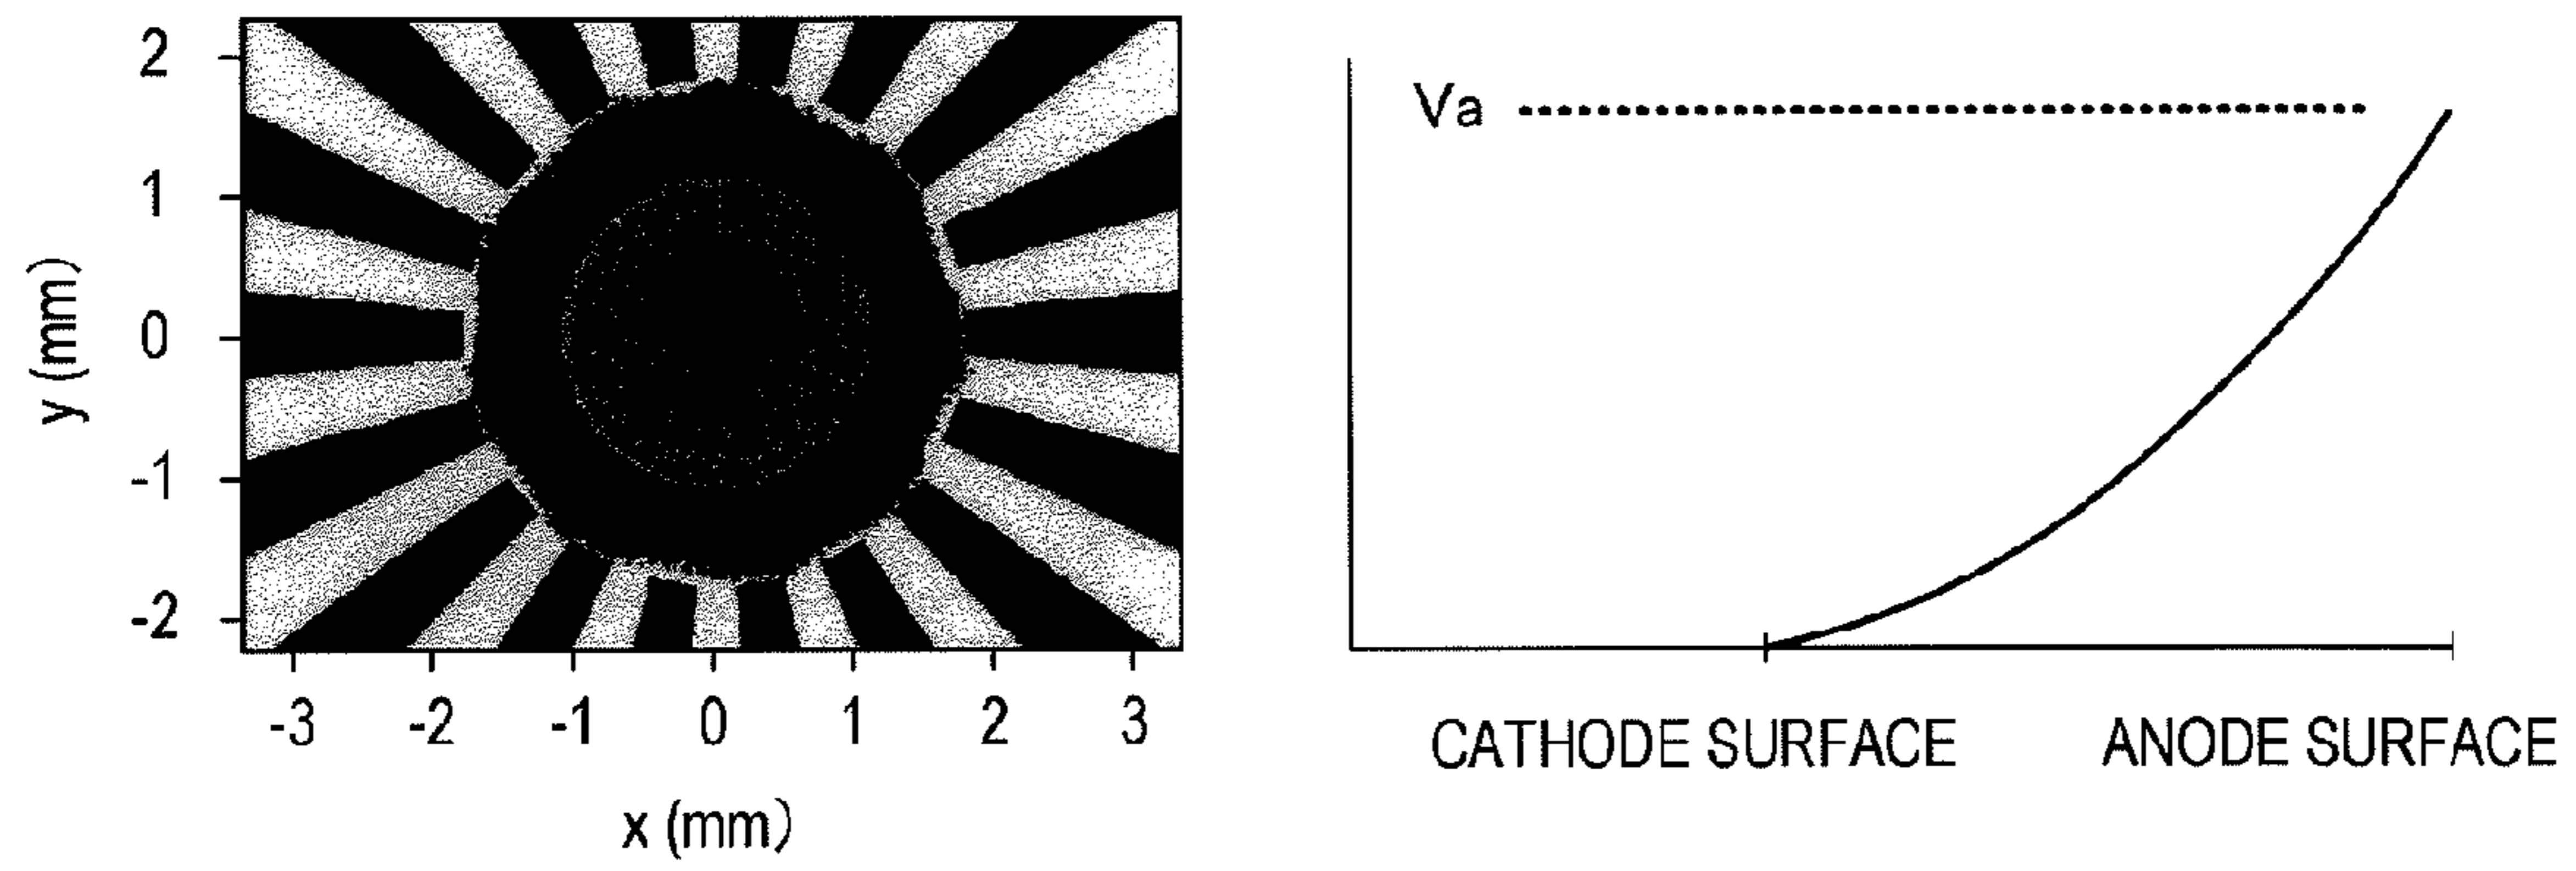 2
1
0
-1
-2
y (mm)
-3 -2 -1 0 1 2 3
x (mm)
Va
CATHODE SURFACE ANODE SURFACE